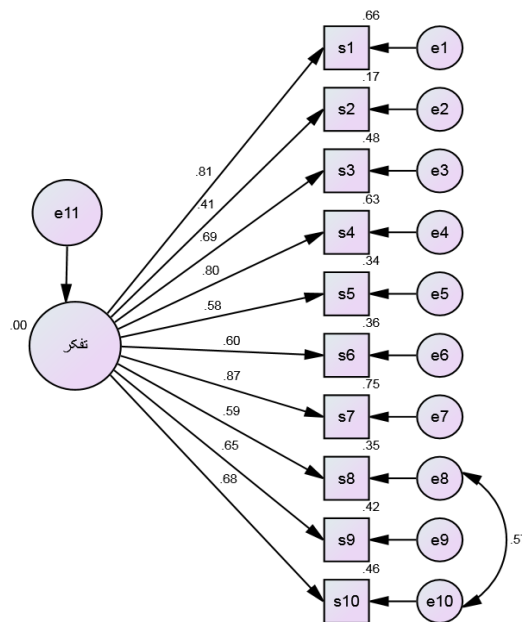 .66
s1
e1
.17
s2
e2
.48
s3
e3
.63
s4
e4
.34
s5
e5
.36
s6
e6
.75
s7
e7
.35
s8
e8
.42
s9
e9
.46
s10
e10
.81
.41
.69
.80
.58
.60
.87
.59
.65
.68
e11
.00
تفکر